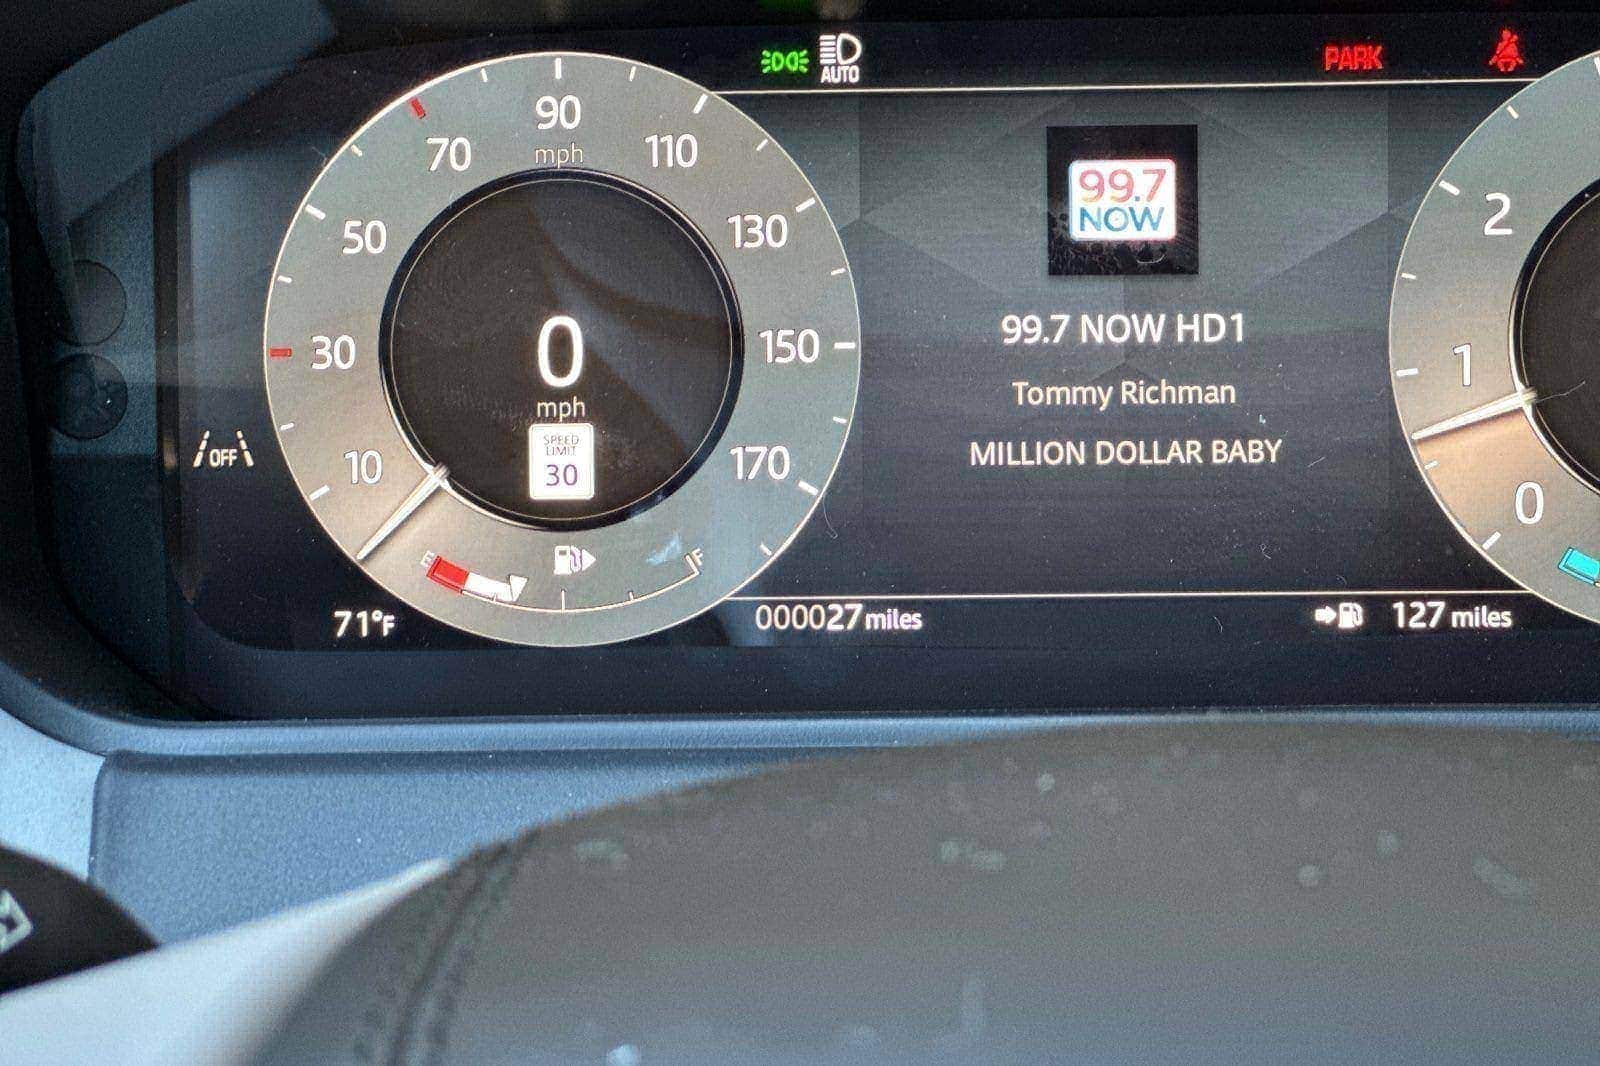 AUTO
PARK
90
mph
70
110
50
130
30
150
10
170
0
mph
SPEED
LIMIT
30
OFF
E
F
71°F
99.7
NOW
99.7 NOW HD1
Tommy Richman
MILLION DOLLAR BABY
000027 miles
127 miles
2
1
0